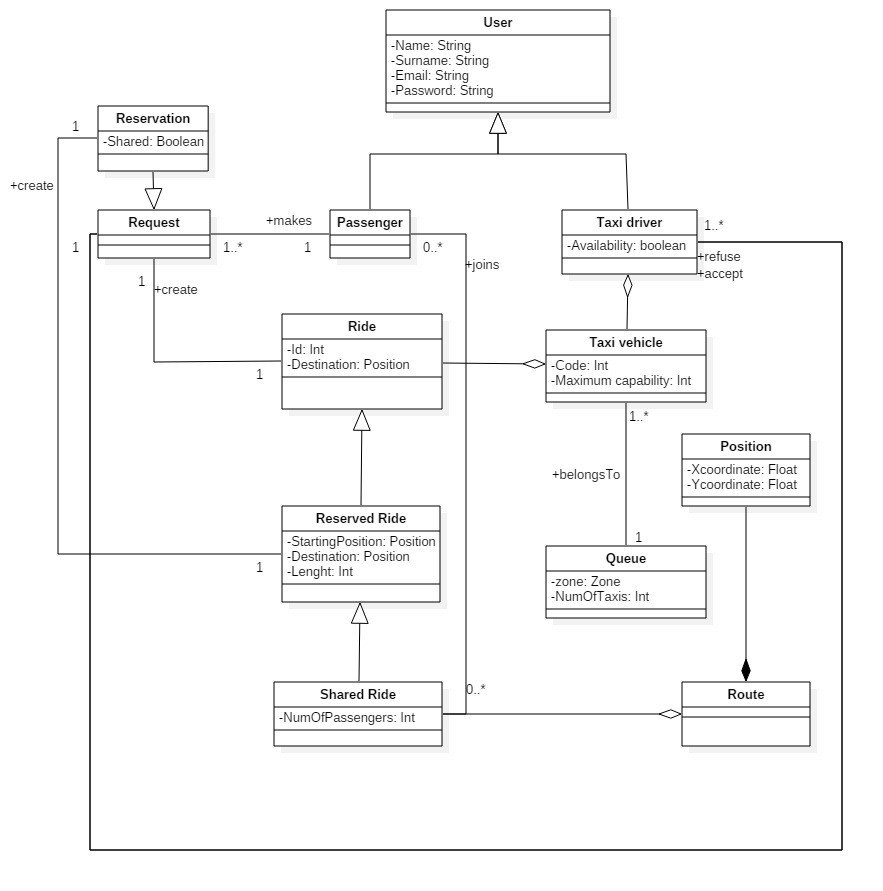 User
-Name: String
-Surname: String
-Email: String
-Password: String
Reservation
-Shared: Boolean
1
+create
Request
1
1..*
+makes
1
Passenger
0..*
+joins
Taxi driver
-Availability: boolean
1..*
+refuse
+accept
1
+create
Ride
-Id: Int
-Destination: Position
1
Taxi vehicle
-Code: Int
-Maximum capability: Int
1..*
+belongsTo
1
Position
-Xcoordinate: Float
-Ycoordinate: Float
Reserved Ride
-StartingPosition: Position
-Destination: Position
-Lenght: Int
1
Queue
-zone: Zone
-NumOfTaxis: Int
Shared Ride
-NumOfPassengers: Int
0..*
Route